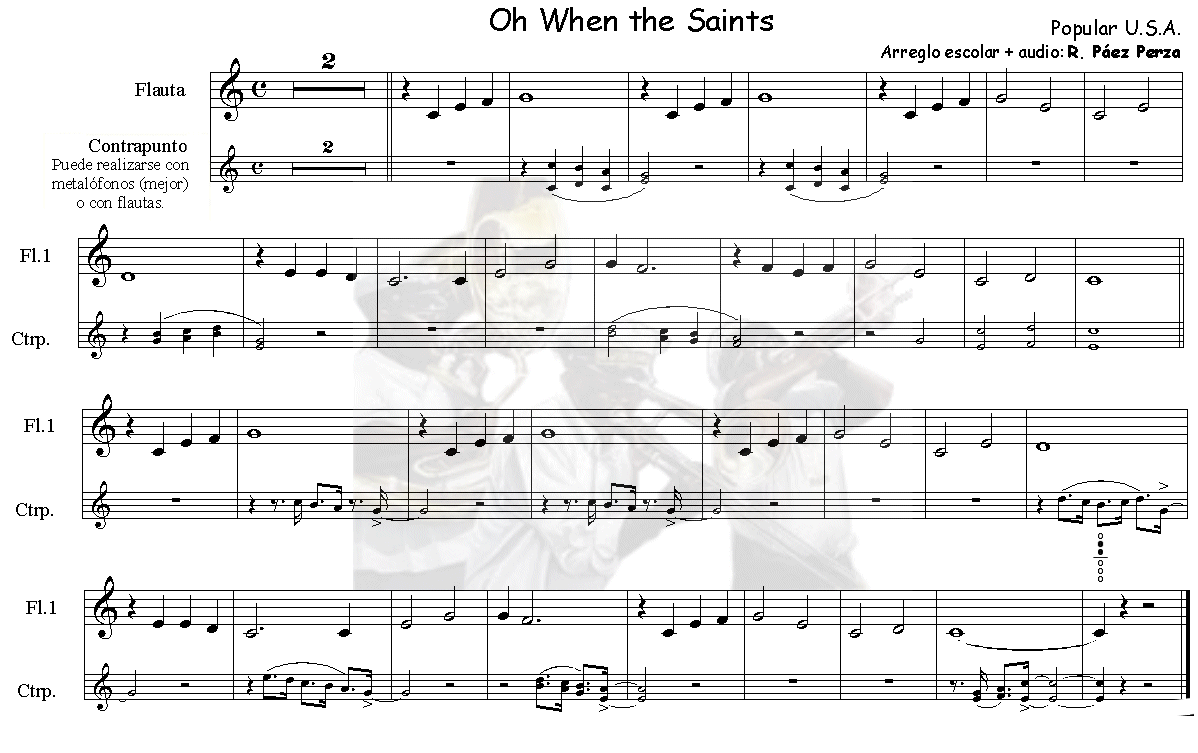 Oh When the Saints
Popular U.S.A.
Arreglo escolar + audio: R. Páez Perza
2
Flauta
Contrapunto
2
Puede realizarse con
metalófonos (mejor)
o con flautas.
Fl.1
Ctrp.
Fl.1
Ctrp.
Fl.1
Ctrp.